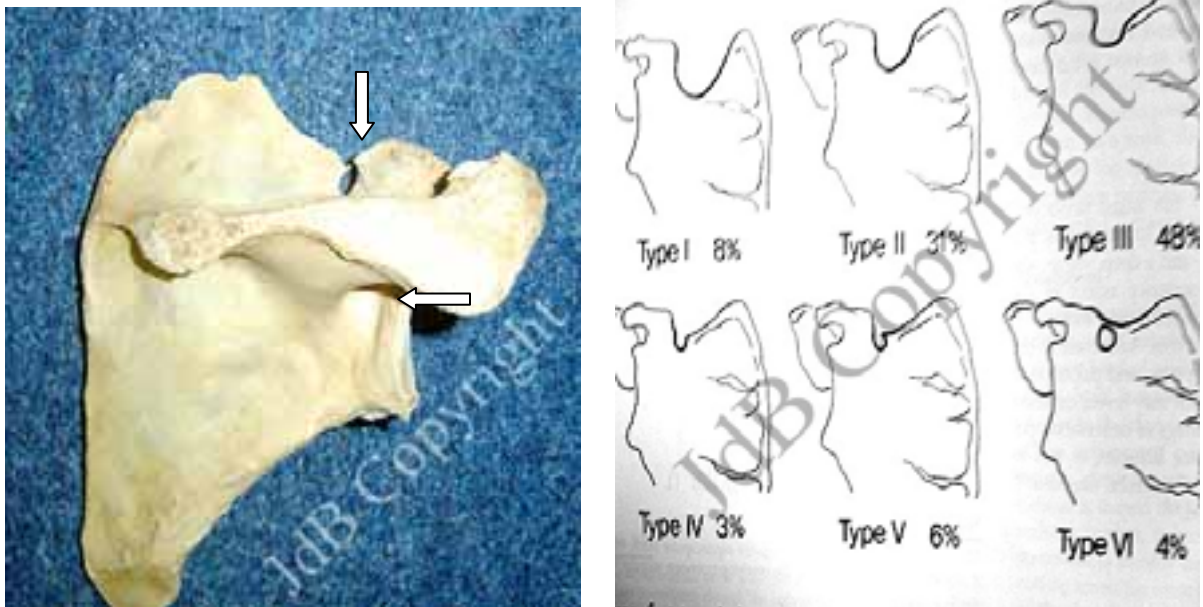 JdB Copyright
Type I 8%
Type II 31%
Type III 48%
Type IV 3%
Type V 6%
Type VI 4%
JdB Copyright